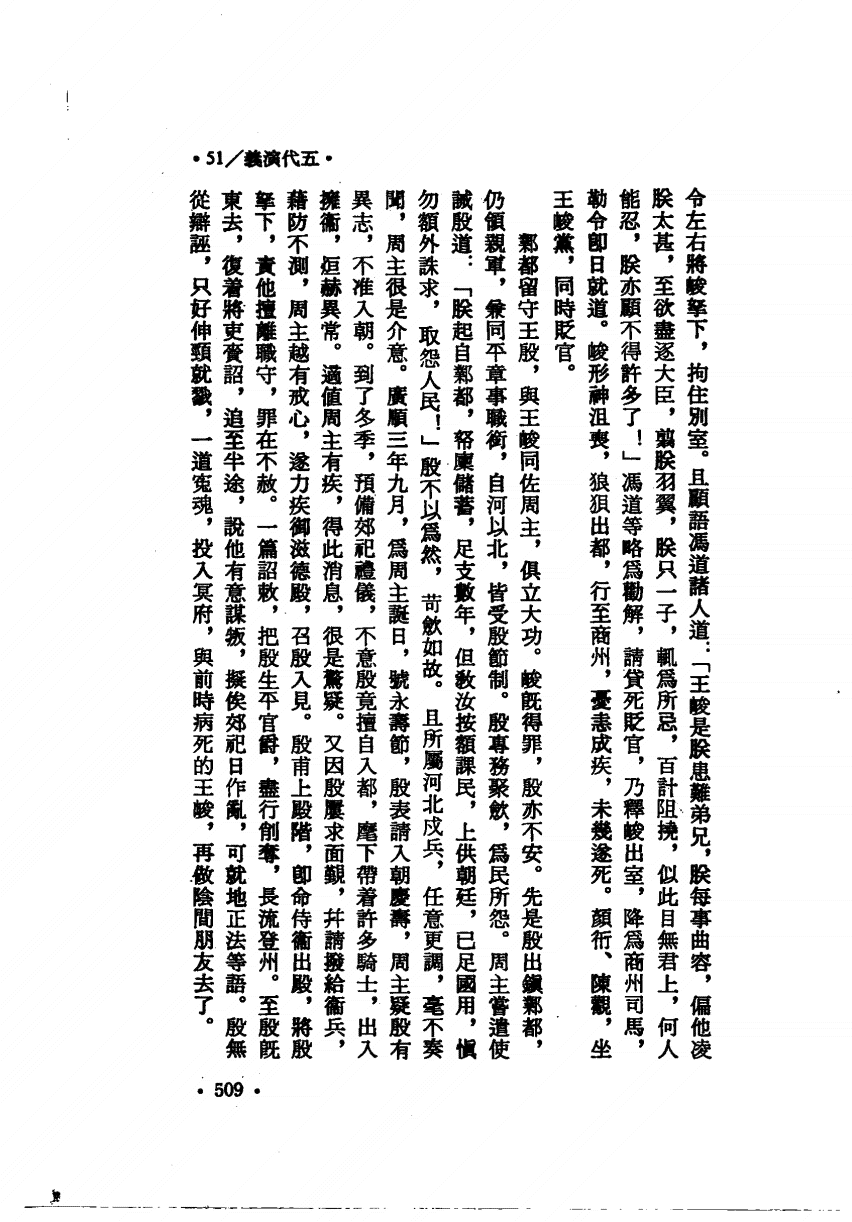 ·51／義演代五·
令左右將峻拏下，拘住別室。且顧語馮道諸人道：「王峻是朕患難弟兄，朕每事曲容，偏他凌
朕太甚，至欲盡逐大臣，翦朕羽翼，朕只一子，輒爲所忌，百計阻撓，似此目無君上，何人
能忍，朕亦顧不得許多了！」馮道等略爲勸解，請貸死貶官，乃釋峻出室，降爲商州司馬，
勒令卽日就道。峻形神沮喪，狼狽出都，行至商州，憂恚成疾，未幾遂死。顏衎、陳觀，坐
王峻黨，同時貶官。
鄴都留守王殷，與王峻同佐周主，俱立大功。峻旣得罪，殷亦不安。先是殷出鎭鄴都，
仍領親軍，兼同平章事職銜，自河以北，皆受殷節制。殷專務聚歛，爲民所怨。周主嘗遣使
誡殷道：「朕起自鄴都，帑廩儲蓄，足支數年，但敎汝按額課民，上供朝廷，已足國用，愼
勿額外誅求，取怨人民！」殷不以爲然，苛歛如故。且所屬河北戍兵，任意更調，毫不奏
聞，周主很是介意。廣順三年九月，爲周主誕日，號永壽節，殷表請入朝慶壽，周主疑殷有
異志，不准入朝。到了冬季，預備郊祀禮儀，不意殷竟擅自入都，麾下帶着許多騎士，出入
擁衞，烜赫異常。適値周主有疾，得此消息，很是驚疑。又因殷屢求面覲，幷請撥給衞兵，
藉防不測，周主越有戒心，遂力疾御滋德殿，召殷入見。殷甫上殿階，卽命侍衞出殿，將殷
拏下，責他擅離職守，罪在不赦。一篇詔敕，把殷生平官爵，盡行削奪，長流登州。至殷旣
東去，復着將吏賫詔，追至半途，說他有意謀叛，擬俟郊祀日作亂，可就地正法等語。殷無
從辯誣，只好伸頸就戮，一道寃魂，投入冥府，與前時病死的王峻，再做陰間朋友去了。
·509·